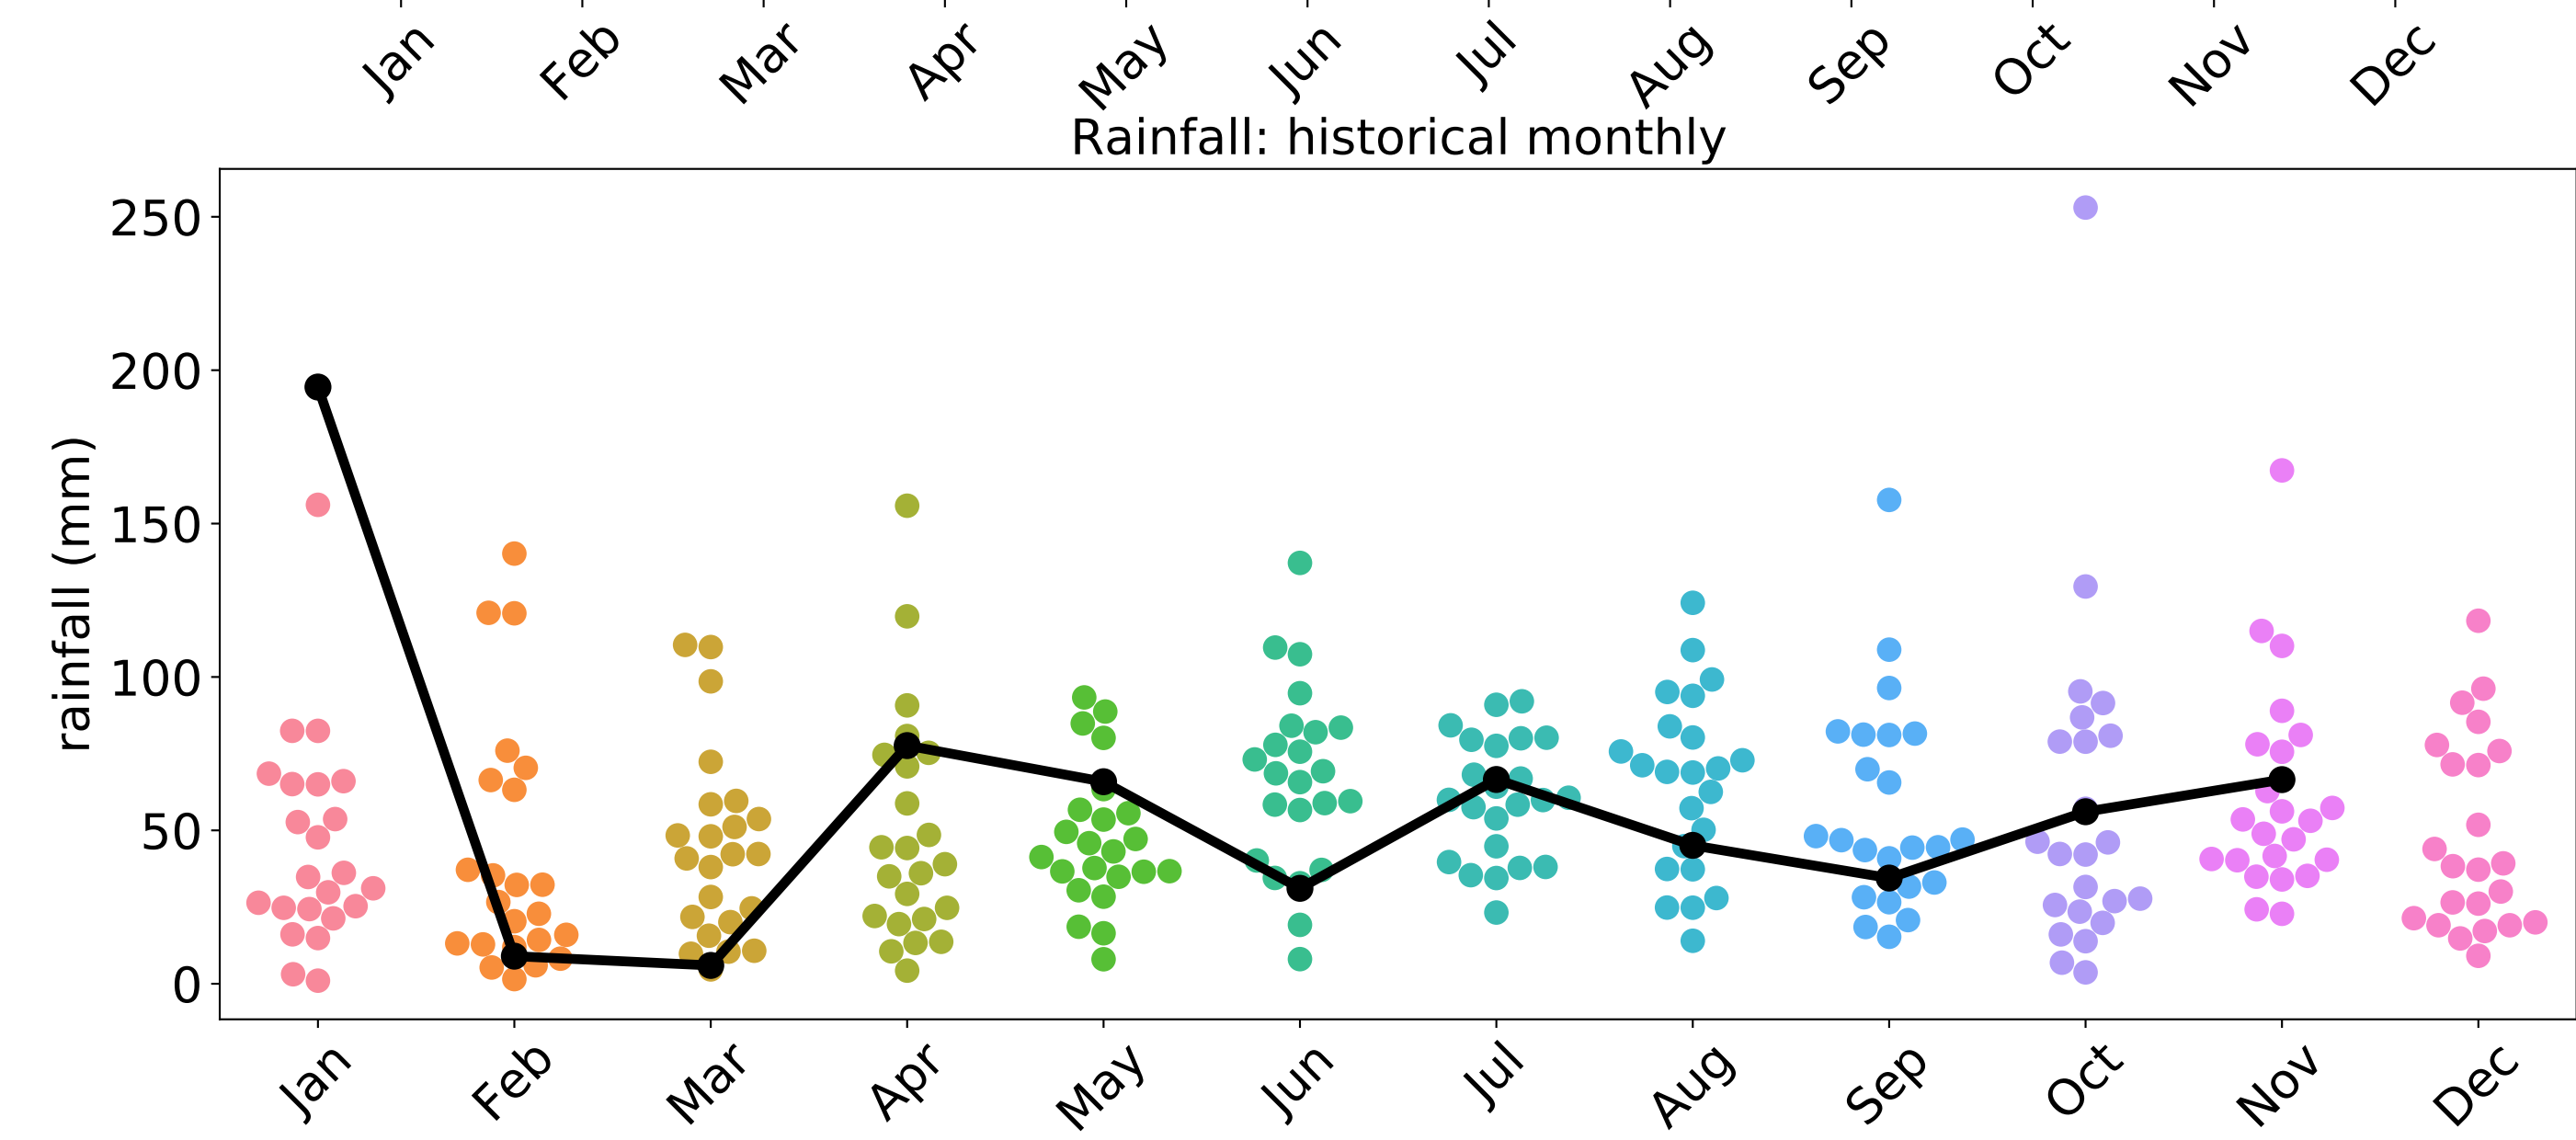 Jan Feb Mar Apr May Jun Jul Aug Sep Oct Nov Dec
Rainfall: historical monthly
250
200
150
100
50
0
rainfall (mm)
Jan Feb Mar Apr May Jun Jul Aug Sep Oct Nov Dec